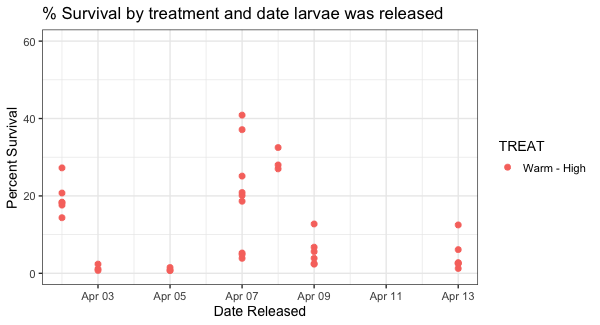 % Survival by treatment and date larvae was released
Percent Survival
60
40
20
0
Apr 03 Apr 05 Apr 07 Apr 09 Apr 11 Apr 13
Date Released
TREAT
Warm - High